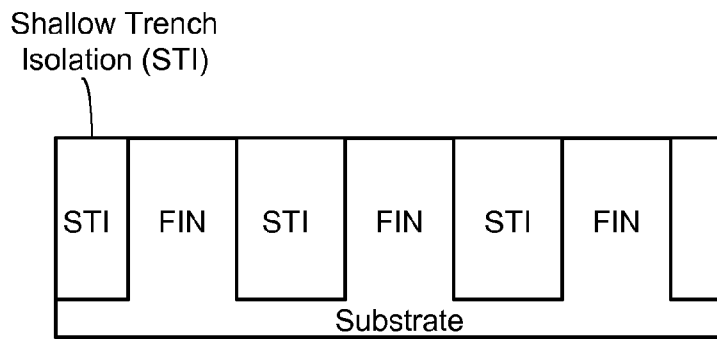 Shallow Trench
Isolation (STI)
STI FIN STI FIN STI FIN
Substrate